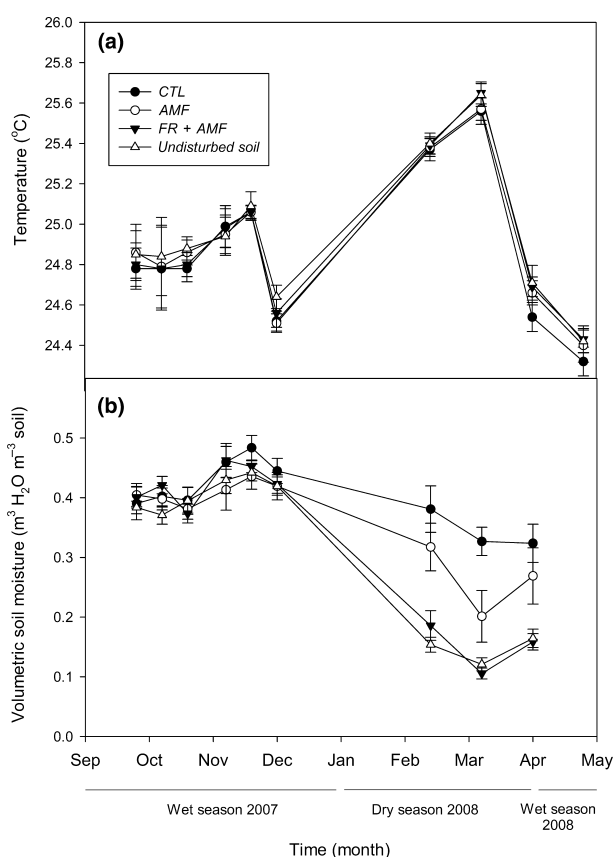 (a)
CTL
AMF
FR + AMF
Undisturbed soil
Temperature (°C)
26.0
25.8
25.6
25.4
25.2
25.0
24.8
24.6
24.4
(b)
Volumetric soil moisture (m³ H₂O m⁻³ soil)
0.5
0.4
0.3
0.2
0.1
0.0
Sep Oct Nov Dec Jan Feb Mar Apr May
Wet season 2007 Dry season 2008 Wet season
2008
Time (month)